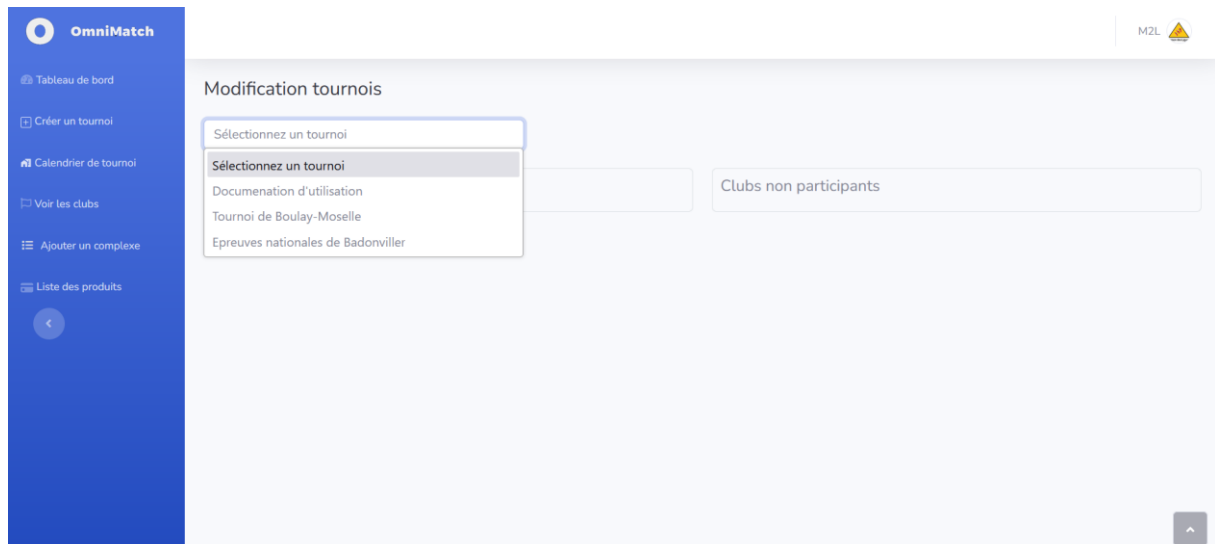 O OmniMatch
M2L
Tableau de bord
Créer un tournoi
Calendrier de tournoi
Voir les clubs
Ajouter un complexe
Liste des produits
Modification tournois
Sélectionnez un tournoi
Sélectionnez un tournoi
Documenation d'utilisation
Tournoi de Boulay-Moselle
Epreuves nationales de Badonviller
Clubs non participants